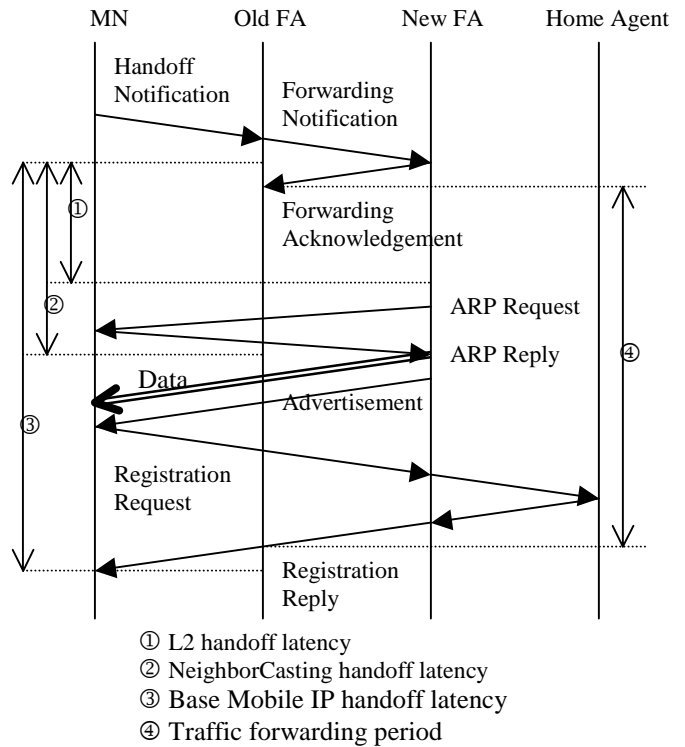 MN Old FA New FA Home Agent
Handoff
Notification
Forwarding
Notification
①
Forwarding
Acknowledgement
②
ARP Request
ARP Reply
④
Data
Advertisement
③
Registration
Request
Registration
Reply
① L2 handoff latency
② NeighborCasting handoff latency
③ Base Mobile IP handoff latency
④ Traffic forwarding period